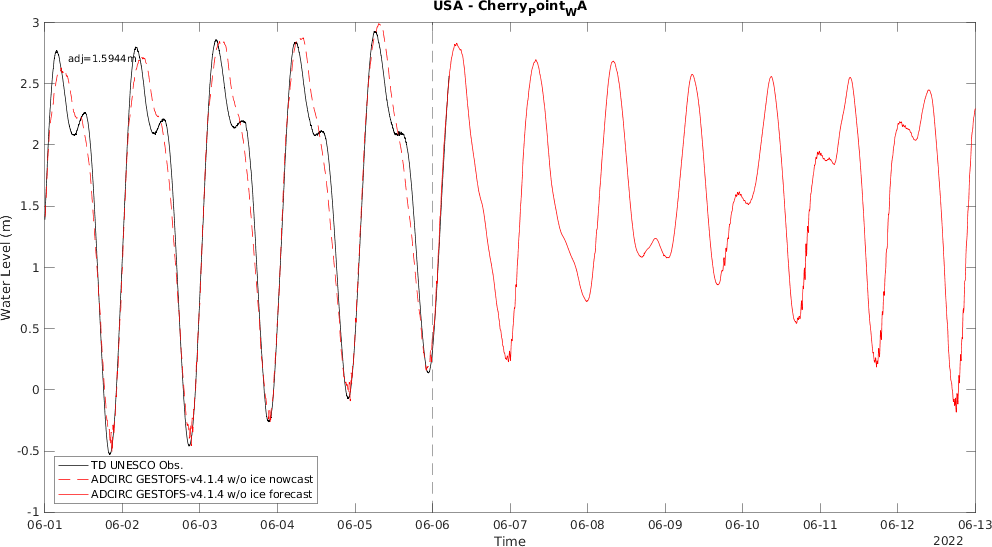 USA - Cherry_Point_WA
adj=1.5944m
3
2.5
2
1.5
1
0.5
0
-0.5
-1
Water Level (m)
TD UNESCO Obs.
ADCIRC GESTOFS-v4.1.4 w/o ice nowcast
ADCIRC GESTOFS-v4.1.4 w/o ice forecast
06-01 06-02 06-03 06-04 06-05 06-06 06-07 06-08 06-09 06-10 06-11 06-12 06-13
Time
2022